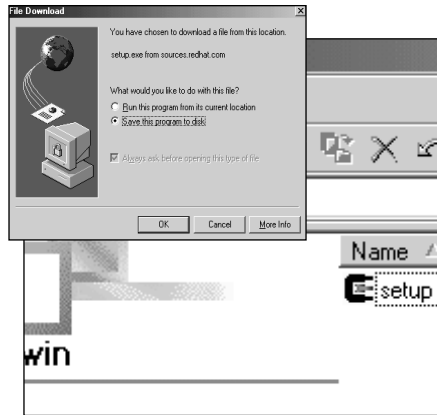 File Download
You have chosen to download a file from this location.
setup.exe from sources.redhat.com
What would you like to do with this file?
Run this program from its current location
Save this program to disk
Always ask before opening this type of file
OK Cancel More Info
Name
setup
win